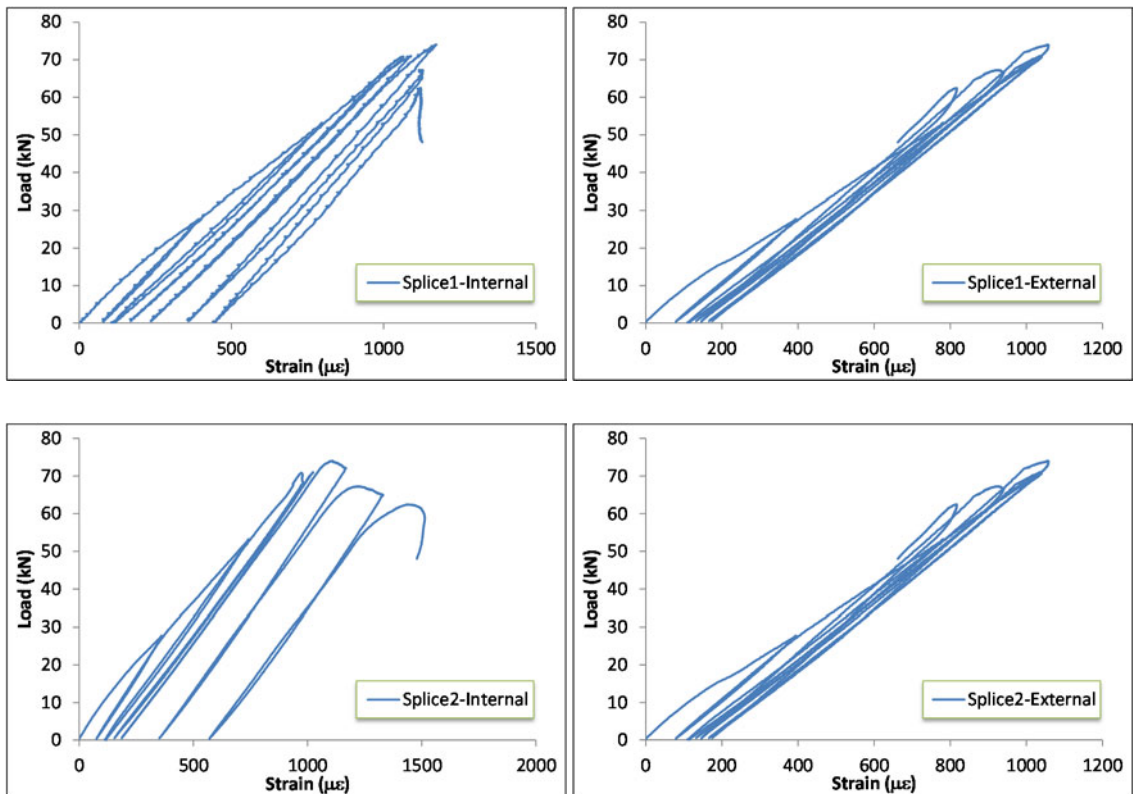 80
70
60
50
40
30
20
10
0
Load (kN)
0 500 1000 1500
Strain (µε)
Splice1-Internal
80
70
60
50
40
30
20
10
0
Load (kN)
0 200 400 600 800 1000 1200
Strain (µε)
Splice1-External
80
70
60
50
40
30
20
10
0
Load (kN)
0 500 1000 1500 2000
Strain (µε)
Splice2-Internal
80
70
60
50
40
30
20
10
0
Load (kN)
0 200 400 600 800 1000 1200
Strain (µε)
Splice2-External